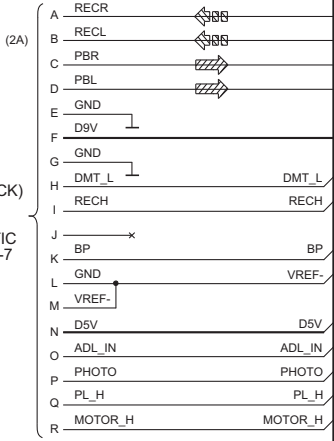 A RECR
(2A) B RECL
C PBR
D PBL
E GND
F D9V
G GND
H DMT_L DMT_L
CK)
I RECH RECH
J
TIC
-7
K BP BP
L GND VREF-
M VREF-
N D5V D5V
O ADL_IN ADL_IN
P PHOTO PHOTO
Q PL_H PL_H
R MOTOR_H MOTOR_H